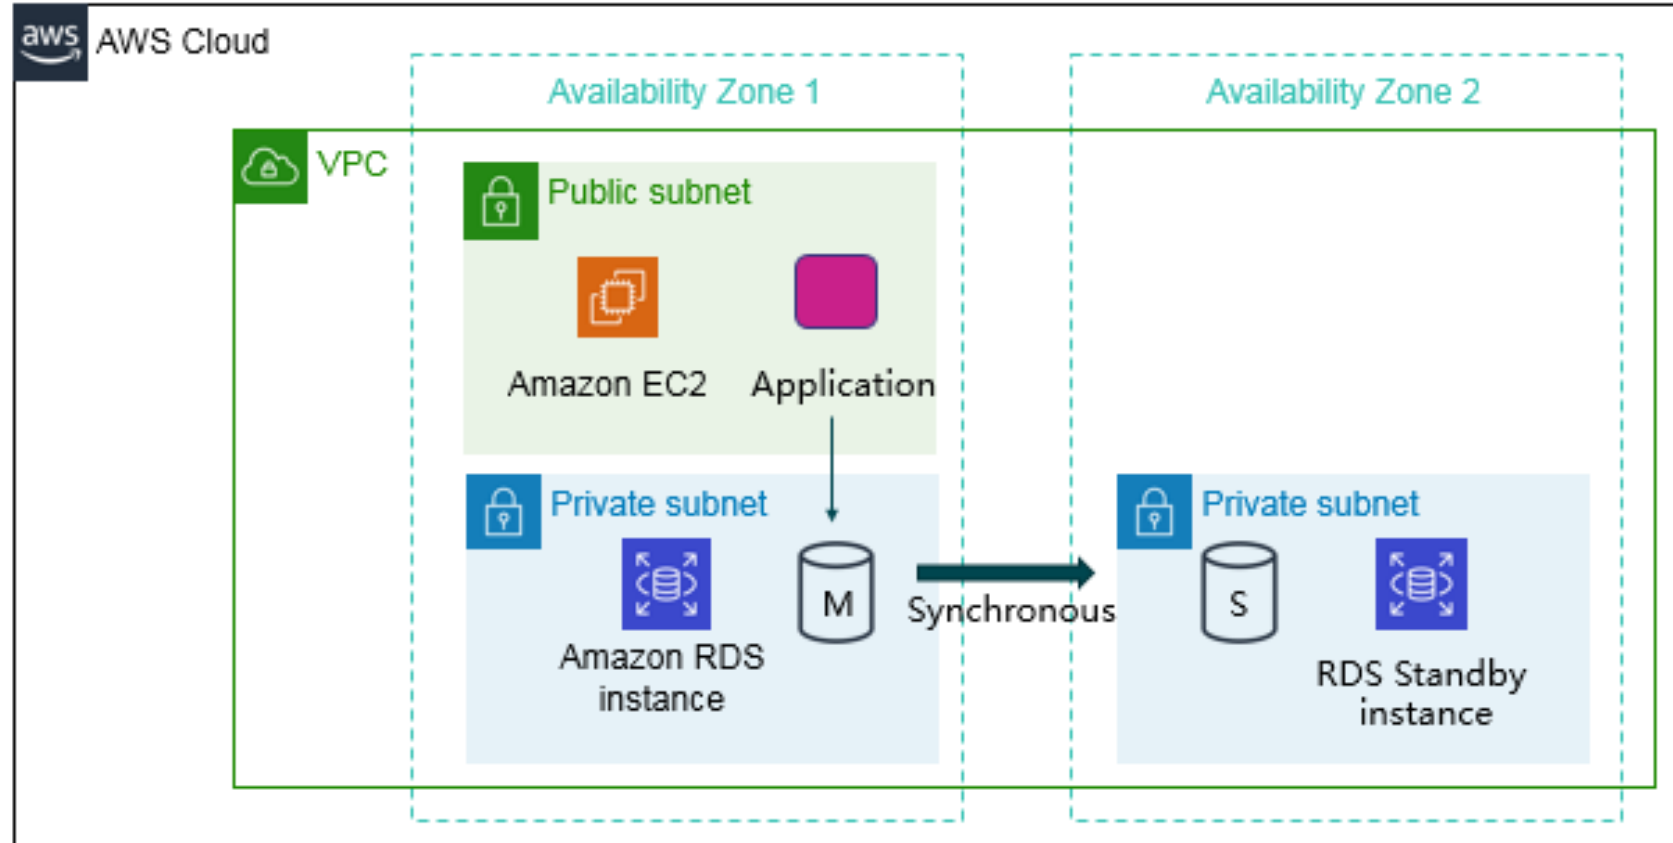 aws
AWS Cloud
Availability Zone 1
Availability Zone 2
VPC
Public subnet
Amazon EC2
Application
Private subnet
M
Amazon RDS
instance
Synchronous
Private subnet
S
RDS Standby
instance